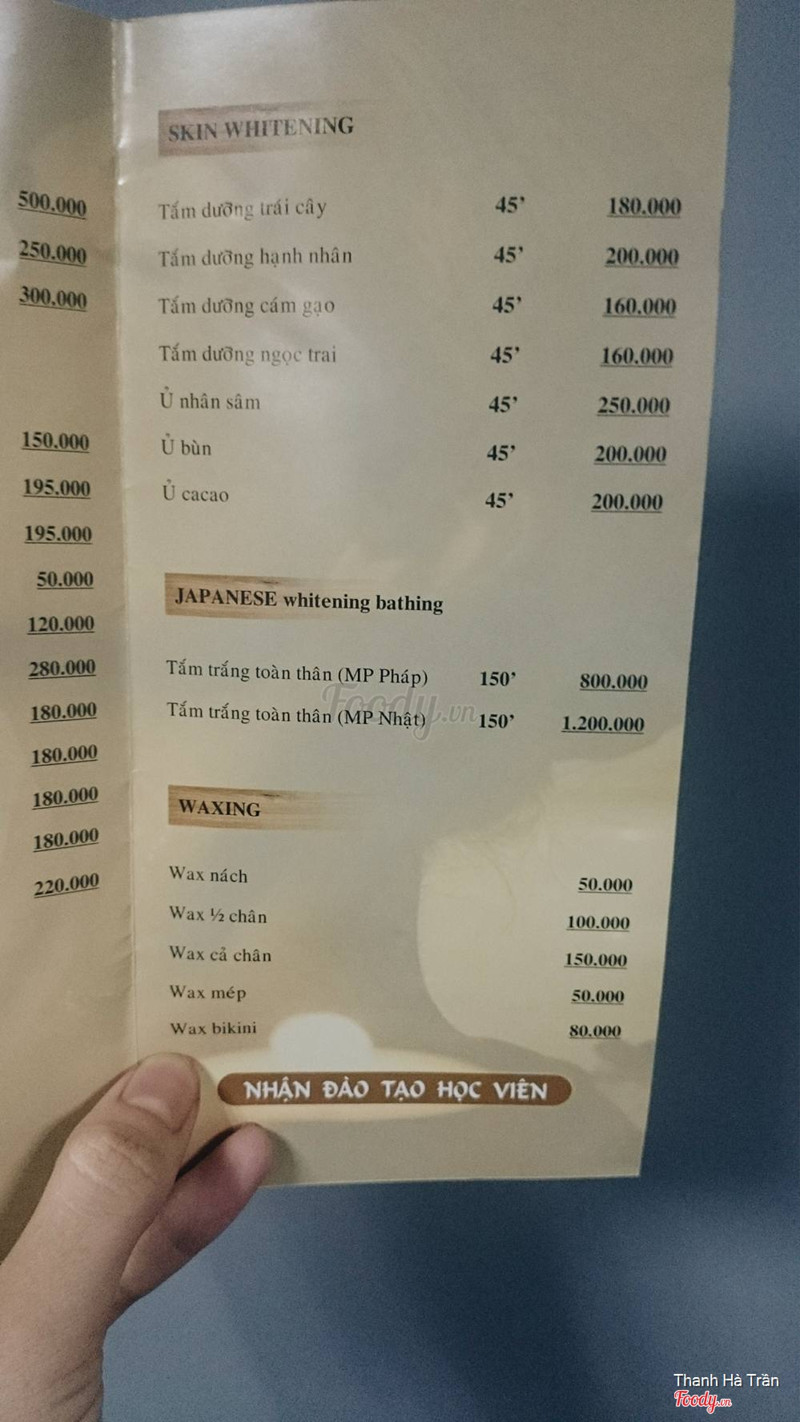 500.000
250.000
300.000
150.000
195.000
195.000
50.000
120.000
280.000
180.000
180.000
180.000
180.000
220.000
SKIN WHITENING
Tắm dưỡng trái cây 45' 180.000
Tắm dưỡng hạnh nhân 45' 200.000
Tắm dưỡng cám gạo 45' 160.000
Tắm dưỡng ngọc trai 45' 160.000
Ủ nhân sâm 45' 250.000
Ủ bùn 45' 200.000
Ủ cacao 45' 200.000
JAPANESE whitening bathing
Tắm trắng toàn thân (MP Pháp) 150' 800.000
Tắm trắng toàn thân (MP Nhật) 150' 1.200.000
Foody.vn
WAXING
Wax nách 50.000
Wax ½ chân 100.000
Wax cả chân 150.000
Wax mép 50.000
Wax bikini 80.000
NHẬN ĐÀO TẠO HỌC VIÊN
Thanh Hà Trần
Foody.vn